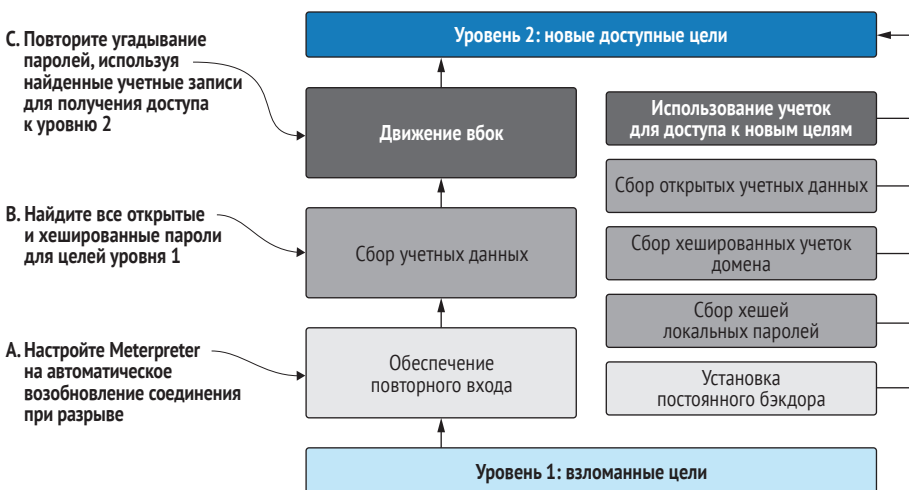 C. Повторите угадывание
паролей, используя
найденные учетные записи
для получения доступа
к уровню 2
B. Найдите все открытые
и хешированные пароли
для целей уровня 1
A. Настройте Meterpreter
на автоматическое
возобновление соединения
при разрыве
Уровень 2: новые доступные цели
Движение вбок
Сбор учетных данных
Обеспечение
повторного входа
Уровень 1: взломанные цели
Использование учеток
для доступа к новым целям
Сбор открытых учетных данных
Сбор хешированных учеток
домена
Сбор хешей
локальных паролей
Установка
постоянного бэкдора